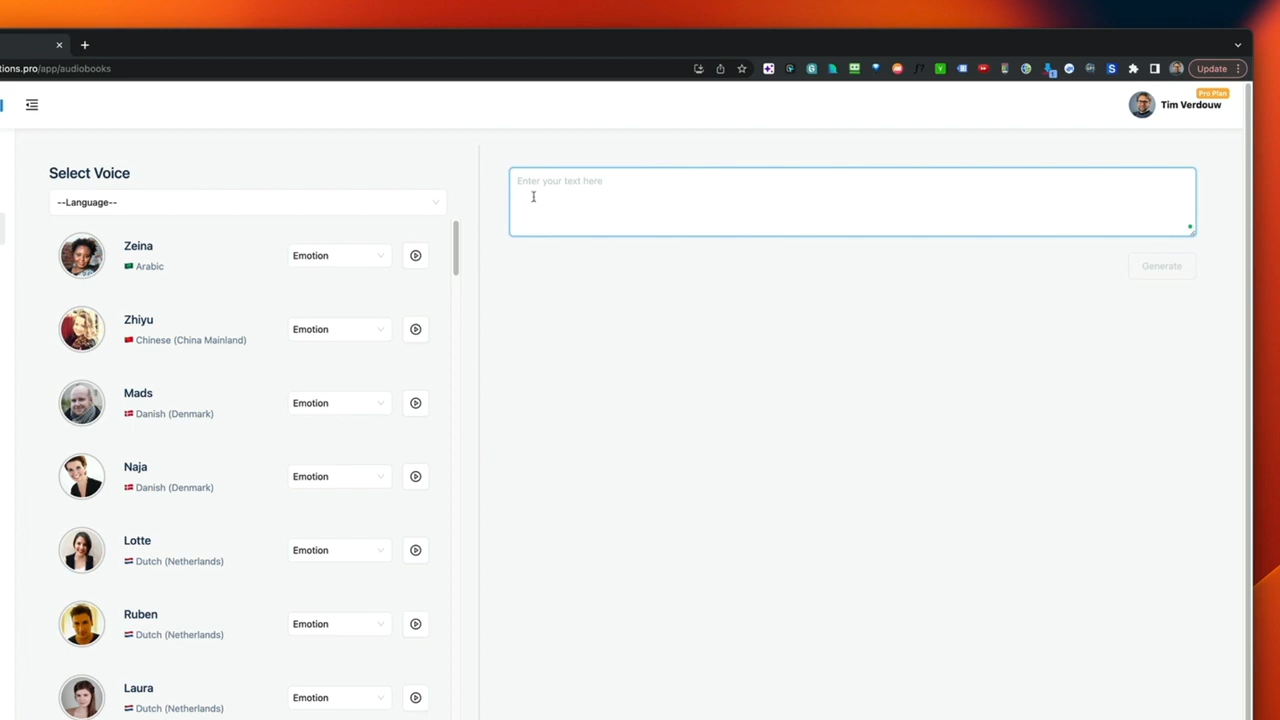 tions.pro/app/audiobooks
Update
Pro Plan
Tim Verdouw
Select Voice
--Language--
Zeina
Arabic
Emotion
Zhiyu
Chinese (China Mainland)
Emotion
Mads
Danish (Denmark)
Emotion
Naja
Danish (Denmark)
Emotion
Lotte
Dutch (Netherlands)
Emotion
Ruben
Dutch (Netherlands)
Emotion
Laura
Dutch (Netherlands)
Emotion
Enter your text here
Generate